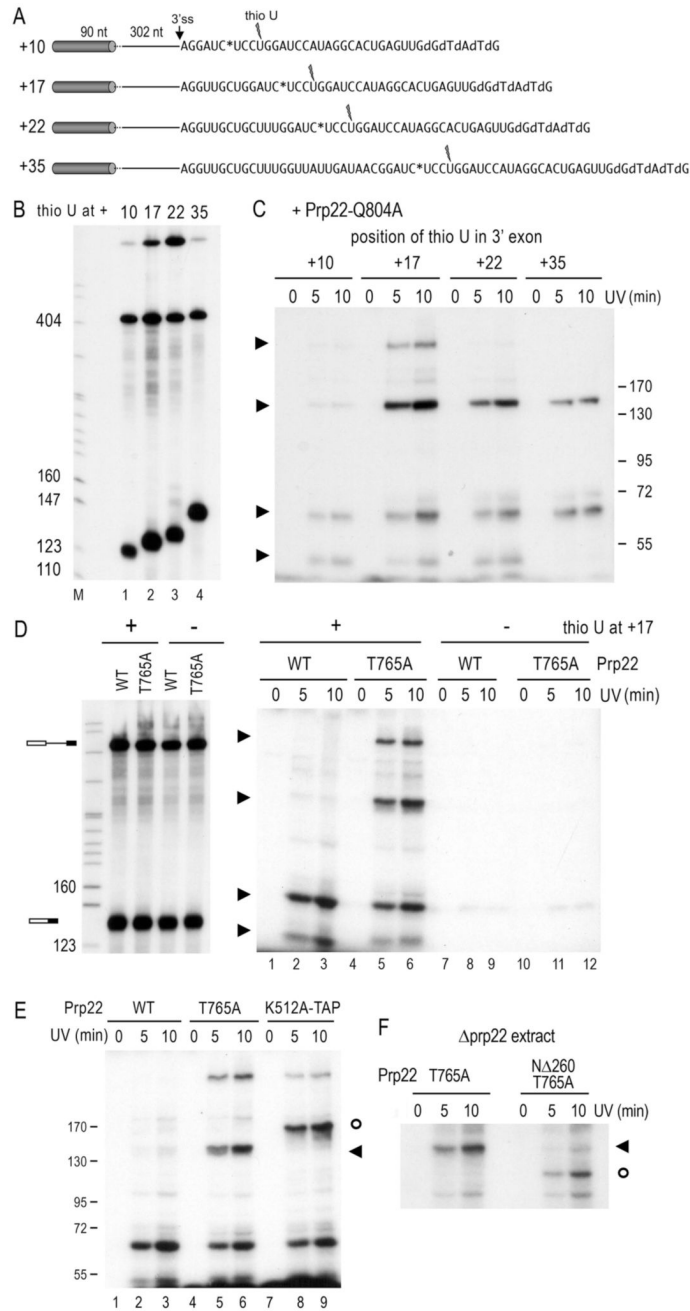 A
90 nt 302 nt 3'ss thio U
+10 AGGAUC*UCCUGGAUCCAUAGGCACUGAGUUGdGdTdAdTdG
+17 AGGUUGCUGGAUC*UCCUGGAUCCAUAGGCACUGAGUUGdGdTdAdTdG
+22 AGGUUGCUGCUUUGGAUC*UCCUGGAUCCAUAGGCACUGAGUUGdGdTdAdTdG
+35 AGGUUGCUGCUUUGGUUAUUGAUAACGGAUC*UCCUGGAUCCAUAGGCACUGAGUUGdGdTdAdTdG
B
thio U at + 10 17 22 35
404
160
147
123
110
M 1 2 3 4
C
+ Prp22-Q804A
position of thio U in 3' exon
+10 +17 +22 +35
0 5 10 0 5 10 0 5 10 0 5 10 UV (min)
170
130
95
72
55
D
+ -
WT T765A WT T765A
160
123
+ - thio U at +17
WT T765A WT T765A Prp22
0 5 10 0 5 10 0 5 10 0 5 10 UV (min)
1 2 3 4 5 6 7 8 9 10 11 12
E
Prp22 WT T765A K512A-TAP
UV (min) 0 5 10 0 5 10 0 5 10
170
130
95
72
55
1 2 3 4 5 6 7 8 9
F
Δprp22 extract
Prp22 T765A NΔ260 T765A
0 5 10 0 5 10 UV (min)